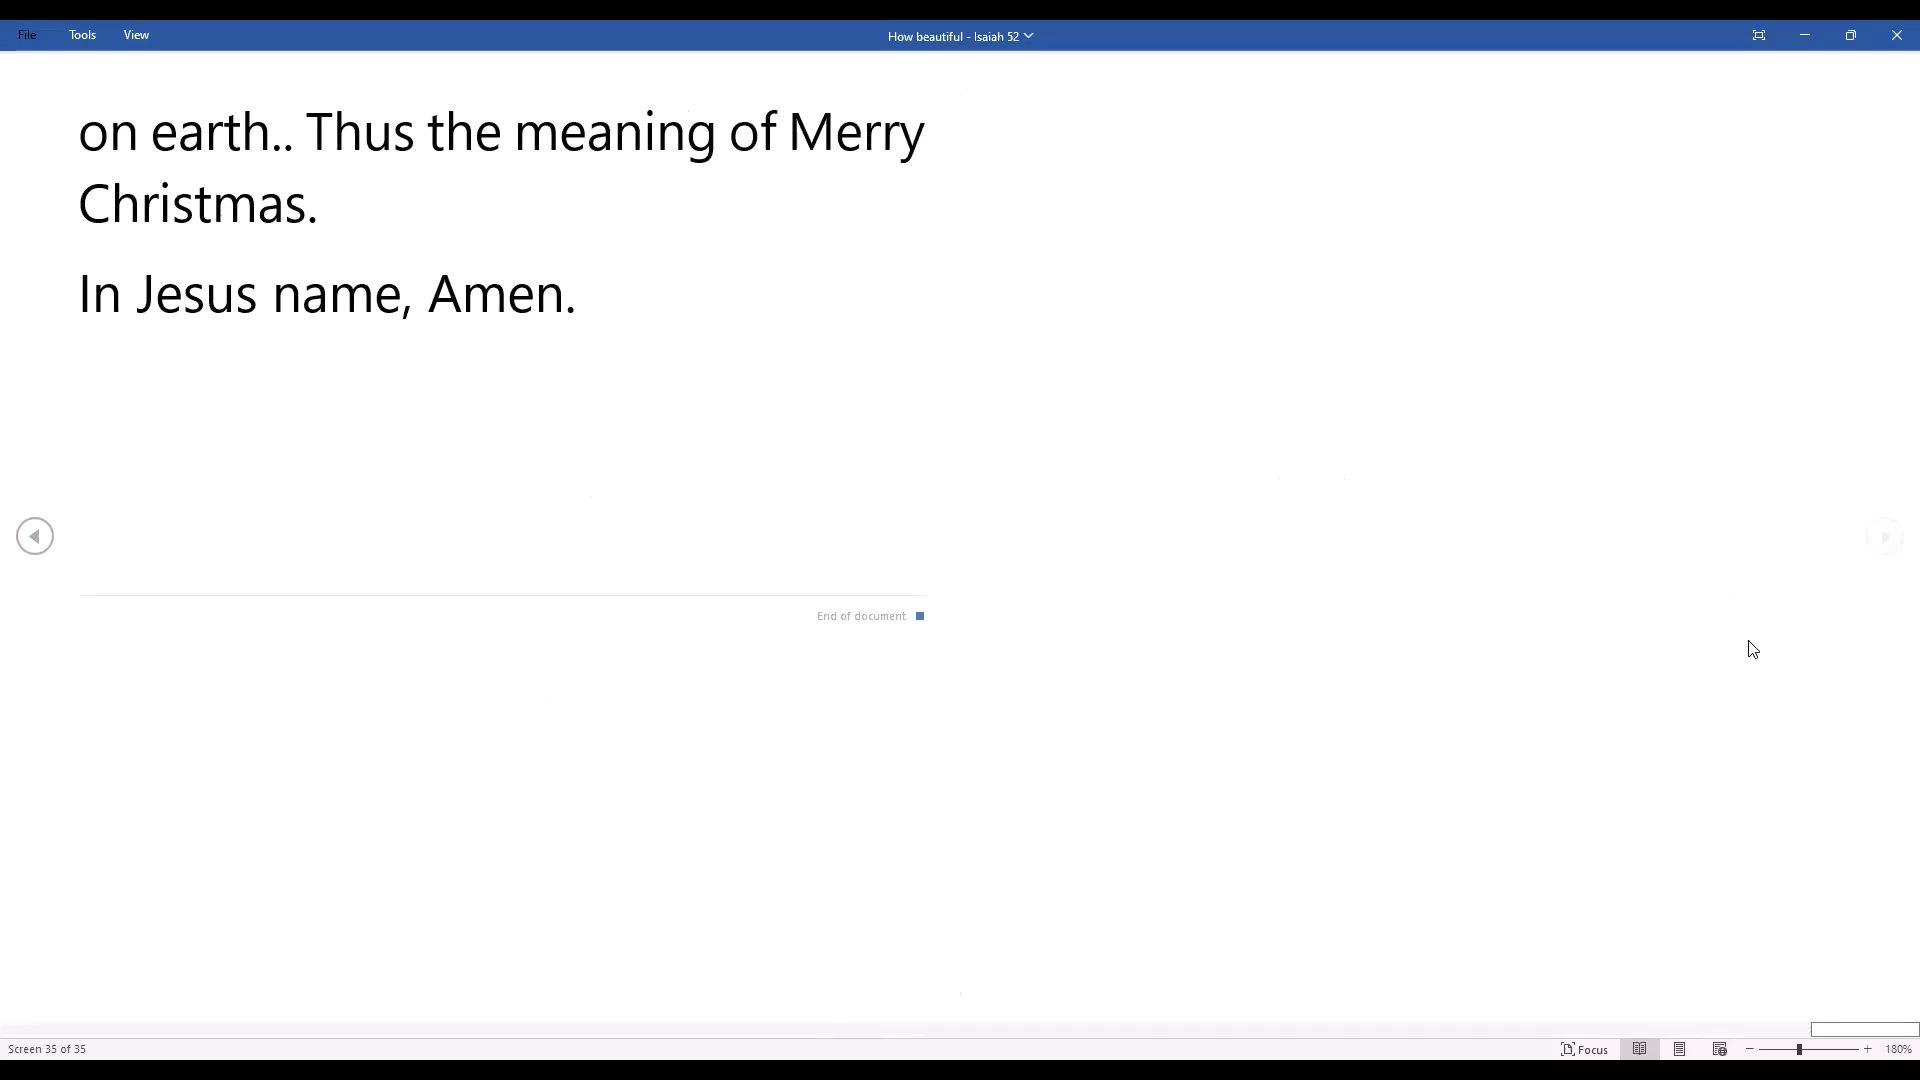 File Tools View How beautiful - Isaiah 52
on earth.. Thus the meaning of Merry
Christmas.
In Jesus name, Amen.
End of document
Screen 35 of 35 Focus 180%